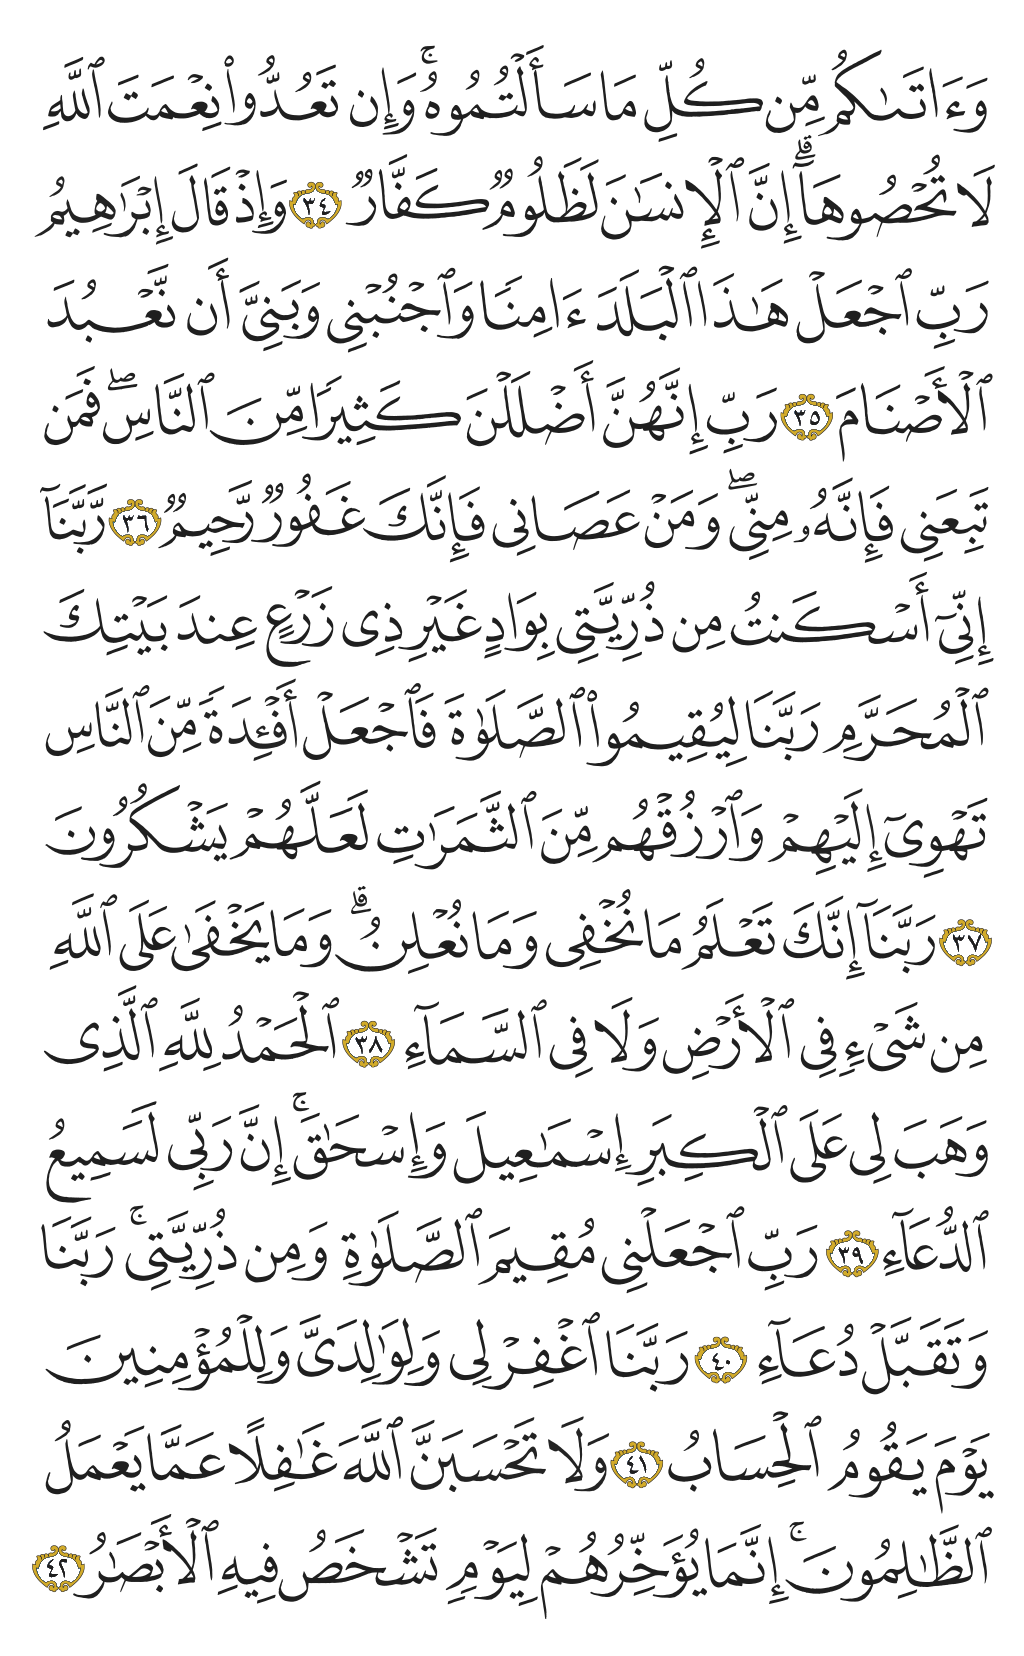 وَءَاتَىٰكُم مِّن كُلِّ مَا سَأَلْتُمُوهُ ۚ وَإِن تَعُدُّوا۟ نِعْمَتَ ٱللَّهِ
لَا تُحْصُوهَآ ۗ إِنَّ ٱلْإِنسَـٰنَ لَظَلُومٌ كَفَّارٌ ٣٤ وَإِذْ قَالَ إِبْرَٰهِيمُ
رَبِّ ٱجْعَلْ هَـٰذَا ٱلْبَلَدَ ءَامِنًا وَٱجْنُبْنِى وَبَنِىَّ أَن نَّعْبُدَ
ٱلْأَصْنَامَ ٣٥ رَبِّ إِنَّهُنَّ أَضْلَلْنَ كَثِيرًا مِّنَ ٱلنَّاسِ ۖ فَمَن
تَبِعَنِى فَإِنَّهُۥ مِنِّى ۖ وَمَنْ عَصَانِى فَإِنَّكَ غَفُورٌ رَّحِيمٌ ٣٦ رَّبَّنَآ
إِنِّىٓ أَسْكَنتُ مِن ذُرِّيَّتِى بِوَادٍ غَيْرِ ذِى زَرْعٍ عِندَ بَيْتِكَ
ٱلْمُحَرَّمِ رَبَّنَا لِيُقِيمُوا۟ ٱلصَّلَوٰةَ فَٱجْعَلْ أَفْـِٔدَةً مِّنَ ٱلنَّاسِ
تَهْوِىٓ إِلَيْهِمْ وَٱرْزُقْهُم مِّنَ ٱلثَّمَرَٰتِ لَعَلَّهُمْ يَشْكُرُونَ
٣٧ رَبَّنَآ إِنَّكَ تَعْلَمُ مَا نُخْفِى وَمَا نُعْلِنُ ۗ وَمَا يَخْفَىٰ عَلَى ٱللَّهِ
مِن شَىْءٍ فِى ٱلْأَرْضِ وَلَا فِى ٱلسَّمَآءِ ٣٨ ٱلْحَمْدُ لِلَّهِ ٱلَّذِى
وَهَبَ لِى عَلَى ٱلْكِبَرِ إِسْمَـٰعِيلَ وَإِسْحَـٰقَ ۚ إِنَّ رَبِّى لَسَمِيعُ
ٱلدُّعَآءِ ٣٩ رَبِّ ٱجْعَلْنِى مُقِيمَ ٱلصَّلَوٰةِ وَمِن ذُرِّيَّتِى ۚ رَبَّنَا
وَتَقَبَّلْ دُعَآءِ ٤٠ رَبَّنَا ٱغْفِرْ لِى وَلِوَٰلِدَىَّ وَلِلْمُؤْمِنِينَ
يَوْمَ يَقُومُ ٱلْحِسَابُ ٤١ وَلَا تَحْسَبَنَّ ٱللَّهَ غَـٰفِلًا عَمَّا يَعْمَلُ
ٱلظَّـٰلِمُونَ ۚ إِنَّمَا يُؤَخِّرُهُمْ لِيَوْمٍ تَشْخَصُ فِيهِ ٱلْأَبْصَـٰرُ ٤٢